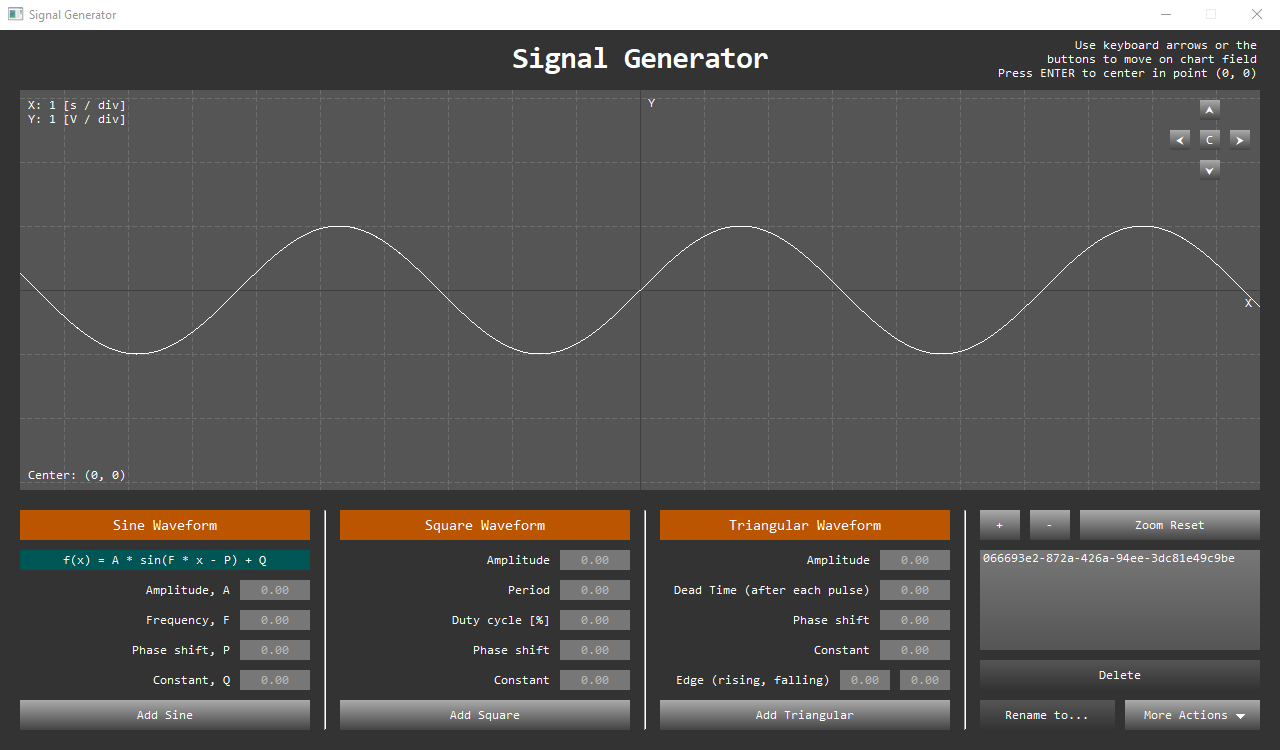 Signal Generator
Signal Generator
Use keyboard arrows or the
buttons to move on chart field
Press ENTER to center in point (0, 0)
X: 1 [s / div]
Y: 1 [V / div]
Y
C
X
Center: (0, 0)
Sine Waveform
f(x) = A * sin(F * x - P) + Q
Amplitude, A 0.00
Frequency, F 0.00
Phase shift, P 0.00
Constant, Q 0.00
Add Sine
Square Waveform
Amplitude 0.00
Period 0.00
Duty cycle [%] 0.00
Phase shift 0.00
Constant 0.00
Add Square
Triangular Waveform
Amplitude 0.00
Dead Time (after each pulse) 0.00
Phase shift 0.00
Constant 0.00
Edge (rising, falling) 0.00 0.00
Add Triangular
+ - Zoom Reset
066693e2-872a-426a-94ee-3dc81e49c9be
Delete
Rename to... More Actions